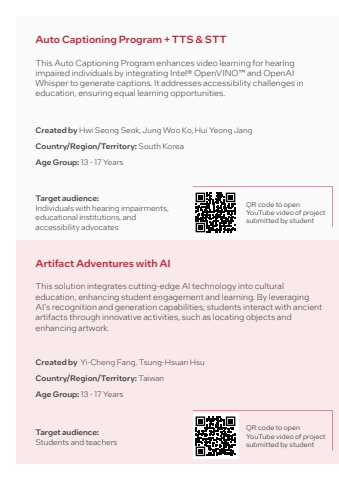 Auto Captioning Program + TTS & STT
This Auto Captioning Program enhances video learning for hearing
impaired individuals by integrating Intel® OpenVINO™ and OpenAI
Whisper to generate captions. It addresses accessibility challenges in
education, ensuring equal learning opportunities.
Created by Hwi Seong Seok, Jung Woo Ko, Hui Yeong Jang
Country/Region/Territory: South Korea
Age Group: 13 - 17 Years
Target audience:
Individuals with hearing impairments,
educational institutions, and
accessibility advocates
QR code to open
YouTube video of project
submitted by student
Artifact Adventures with AI
This solution integrates cutting-edge AI technology into cultural
education, enhancing student engagement and learning. By leveraging
AI's recognition and generation capabilities, students interact with ancient
artifacts through innovative activities, such as locating objects and
enhancing artwork.
Created by Yi-Cheng Fang, Tsung-Hsuan Hsu
Country/Region/Territory: Taiwan
Age Group: 13 - 17 Years
Target audience:
Students and teachers
QR code to open
YouTube video of project
submitted by student